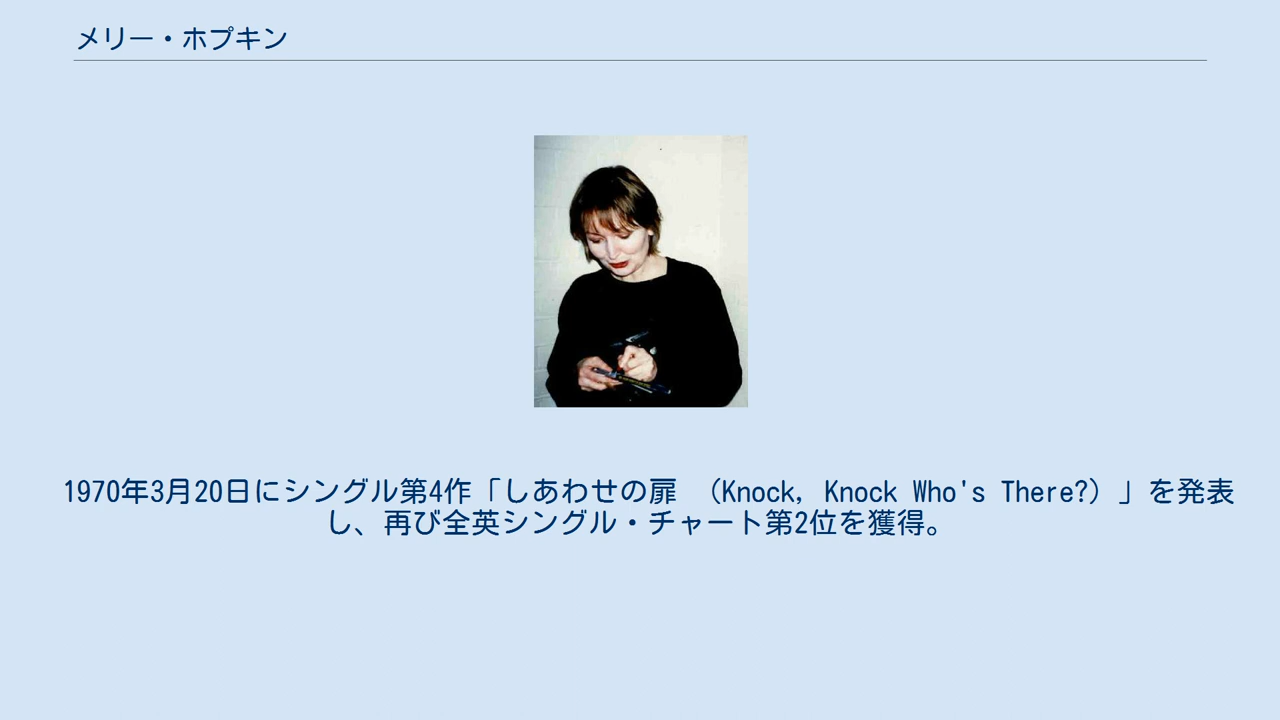 メリー・ホプキン
1970年3月20日にシングル第4作「しあわせの扉 （Knock, Knock Who's There?）」を発表
し、再び全英シングル・チャート第2位を獲得。